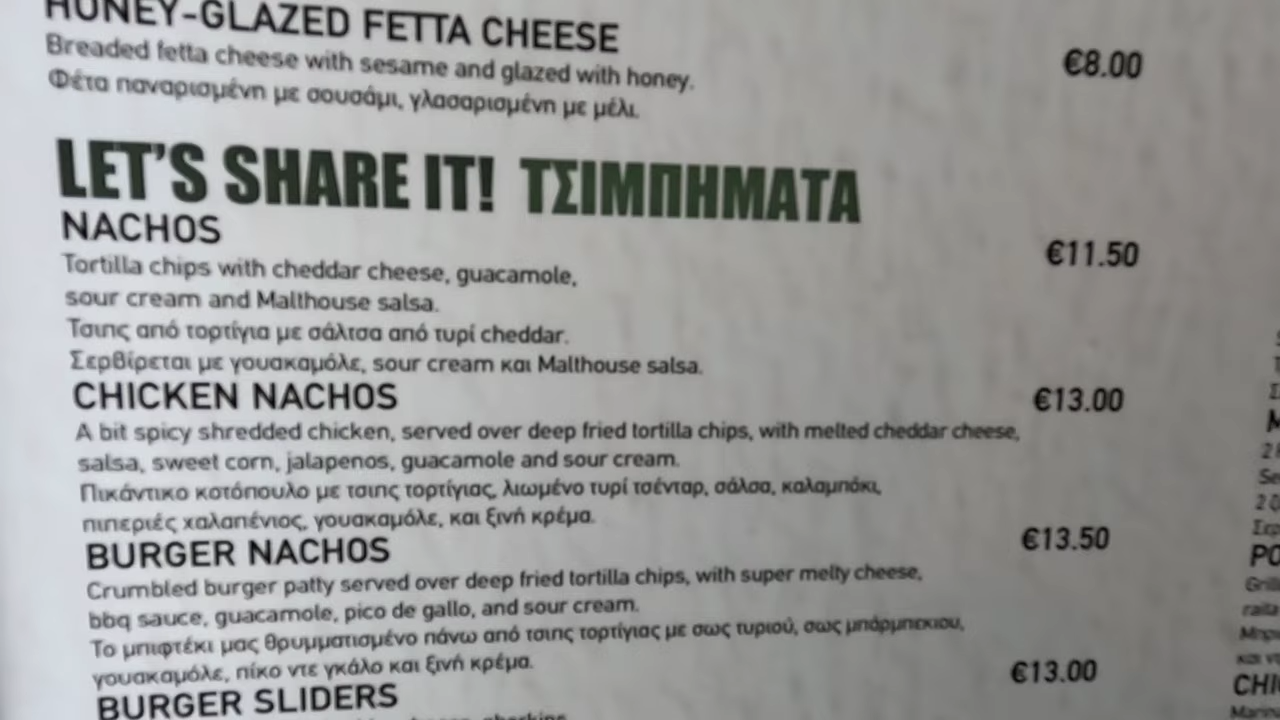 HONEY-GLAZED FETTA CHEESE
€8.00
Breaded fetta cheese with sesame and glazed with honey.
Φέτα παναρισμένη με σουσάμι, γλασαρισμένη με μέλι.
LET'S SHARE IT! ΤΣΙΜΠΗΜΑΤΑ
NACHOS
€11.50
Tortilla chips with cheddar cheese, guacamole,
sour cream and Malthouse salsa.
Τσιπς από τορτίγια με σάλτσα από τυρί cheddar.
Σερβίρεται με γουακαμόλε, sour cream και Malthouse salsa.
CHICKEN NACHOS
€13.00
A bit spicy shredded chicken, served over deep fried tortilla chips, with melted cheddar cheese,
salsa, sweet corn, jalapenos, guacamole and sour cream.
Πικάντικο κοτόπουλο με τσιπς τορτίγιας, λιωμένο τυρί τσένταρ, σάλσα, καλαμπόκι,
πιπεριές χαλαπένιος, γουακαμόλε, και ξινή κρέμα.
BURGER NACHOS
€13.50
Crumbled burger patty served over deep fried tortilla chips, with super melty cheese,
bbq sauce, guacamole, pico de gallo, and sour cream.
Το μπιφτέκι μας θρυμματισμένο πάνω από τσιπς τορτίγιας με σως τυριού, σως μπάρμπεκιου,
γουακαμόλε, πίκο ντε γκάλο και ξινή κρέμα.
BURGER SLIDERS
€13.00